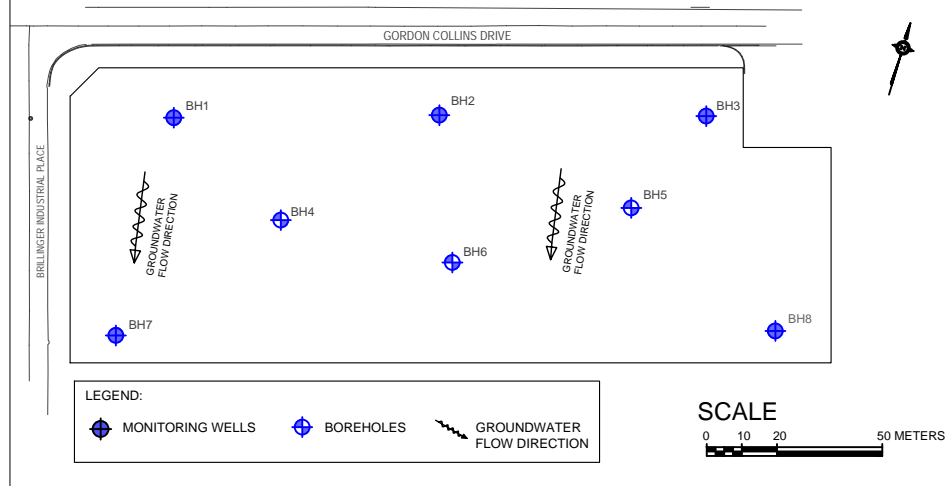 GORDON COLLINS DRIVE
BH1
BH2
BH3
BRILLINGER INDUSTRIAL PLACE
GROUNDWATER
FLOW DIRECTION
BH4
GROUNDWATER
FLOW DIRECTION
BH5
BH6
BH7
BH8
LEGEND:
MONITORING WELLS
BOREHOLES
GROUNDWATER
FLOW DIRECTION
SCALE
0 10 20 50 METERS